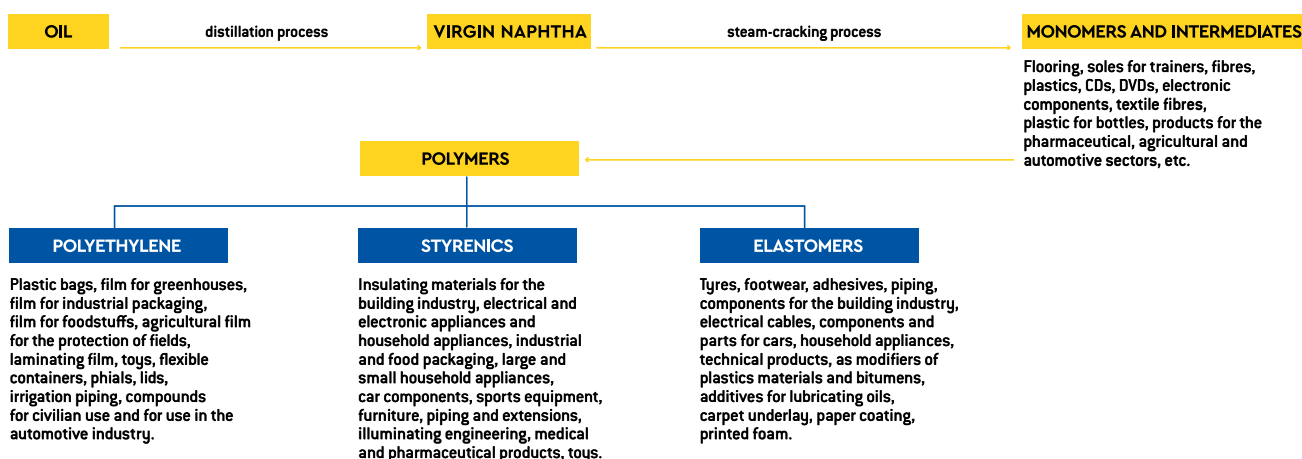 OIL
distillation process
VIRGIN NAPHTHA
steam-cracking process
MONOMERS AND INTERMEDIATES
Flooring, soles for trainers, fibres,
plastics, CDs, DVDs, electronic
components, textile fibres,
plastic for bottles, products for the
pharmaceutical, agricultural and
automotive sectors, etc.
POLYMERS
POLYETHYLENE
Plastic bags, film for greenhouses,
film for industrial packaging,
film for foodstuffs, agricultural film
for the protection of fields,
laminating film, toys, flexible
containers, phials, lids,
irrigation piping, compounds
for civilian use and for use in the
automotive industry.
STYRENICS
Insulating materials for the
building industry, electrical and
electronic appliances and
household appliances, industrial
and food packaging, large and
small household appliances,
car components, sports equipment,
furniture, piping and extensions,
illuminating engineering, medical
and pharmaceutical products, toys.
ELASTOMERS
Tyres, footwear, adhesives, piping,
components for the building industry,
electrical cables, components and
parts for cars, household appliances,
technical products, as modifiers of
plastics materials and bitumens,
additives for lubricating oils,
carpet underlay, paper coating,
printed foam.